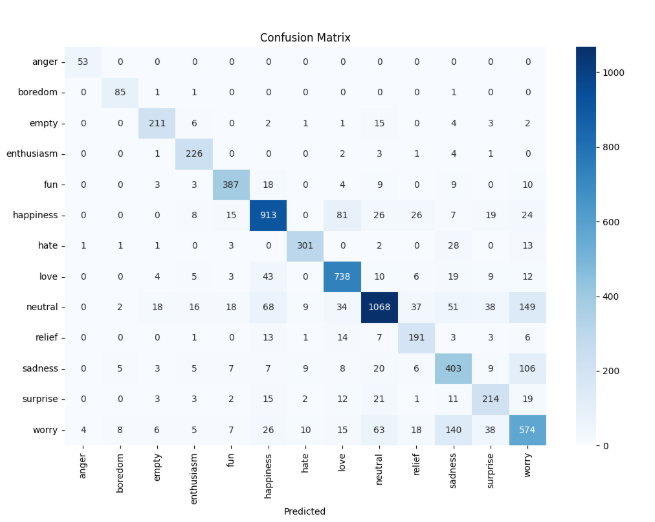 Confusion Matrix
anger 53 0 0 0 0 0 0 0 0 0 0 0 0
boredom 0 85 1 1 0 0 0 0 0 0 1 0 0
empty 0 0 211 6 0 2 1 1 15 0 4 3 2
enthusiasm 0 0 1 226 0 0 0 2 3 1 4 1 0
fun 0 0 3 3 387 18 0 4 9 0 9 0 10
happiness 0 0 0 8 15 913 0 81 26 26 7 19 24
hate 1 1 1 0 3 0 301 0 2 0 28 0 13
love 0 0 4 5 3 43 0 738 10 6 19 9 12
neutral 0 2 18 16 18 68 9 34 1068 37 51 38 149
relief 0 0 0 1 0 13 1 14 7 191 3 3 6
sadness 0 5 3 5 7 7 9 8 20 6 403 9 106
surprise 0 0 3 3 2 15 2 12 21 1 11 214 19
worry 4 8 6 5 7 26 10 15 63 18 140 38 574
anger boredom empty enthusiasm fun happiness hate love neutral relief sadness surprise worry
Predicted
1000
800
600
400
200
0